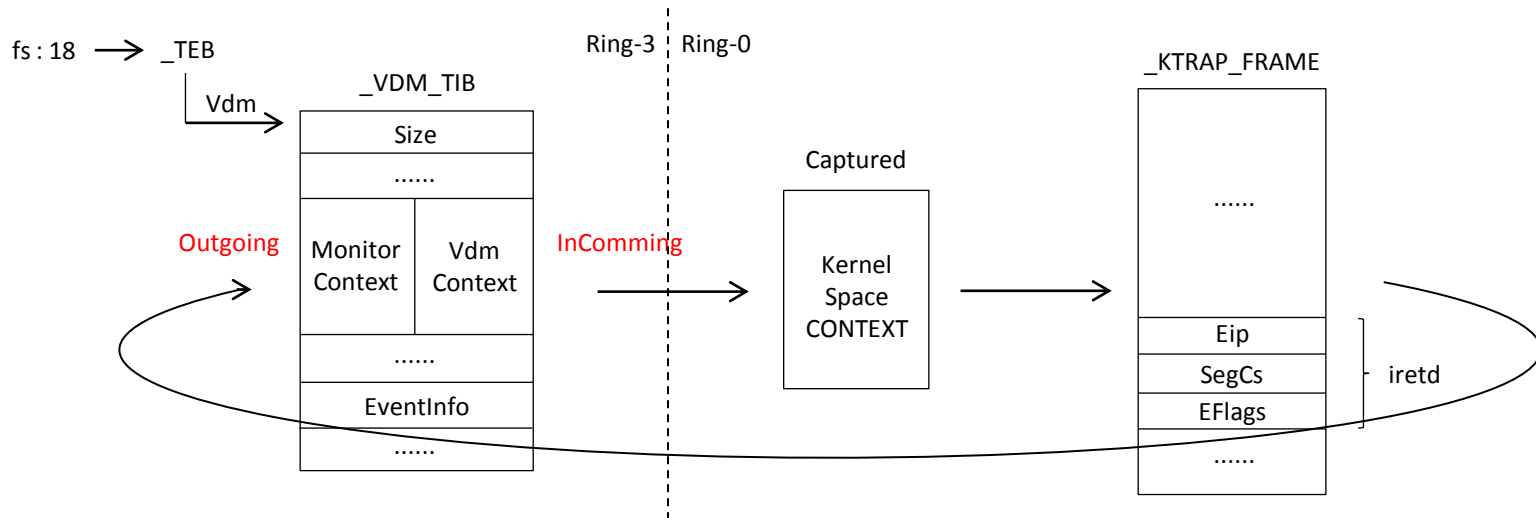 fs : 18
_TEB
Vdm
_VDM_TIB
Size
......
Monitor
Context
Vdm
Context
......
EventInfo
......
Outgoing
InComming
Ring-3
Ring-0
Captured
Kernel
Space
CONTEXT
_KTRAP_FRAME
......
Eip
SegCs
EFlags
......
iretd